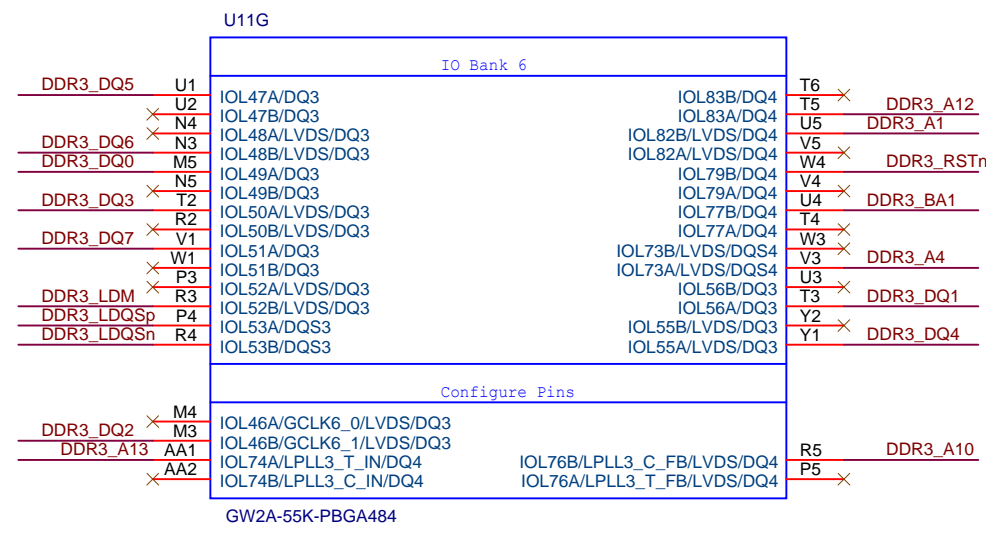 U11G
IO Bank 6
DDR3_DQ5 U1 IOL47A/DQ3 IOL83B/DQ4 T6
U2 IOL47B/DQ3 IOL83A/DQ4 T5 DDR3_A12
N4 IOL48A/LVDS/DQ3 IOL82B/LVDS/DQ4 U5 DDR3_A1
DDR3_DQ6 N3 IOL48B/LVDS/DQ3 IOL82A/LVDS/DQ4 V5
DDR3_DQ0 M5 IOL49A/DQ3 IOL79B/DQ4 W4 DDR3_RSTn
N5 IOL49B/DQ3 IOL79A/DQ4 V4
DDR3_DQ3 T2 IOL50A/LVDS/DQ3 IOL77B/DQ4 U4 DDR3_BA1
R2 IOL50B/LVDS/DQ3 IOL77A/DQ4 T4
DDR3_DQ7 V1 IOL51A/DQ3 IOL73B/LVDS/DQS4 W3
W1 IOL51B/DQ3 IOL73A/LVDS/DQS4 V3 DDR3_A4
P3 IOL52A/LVDS/DQ3 IOL56B/DQ3 U3
DDR3_LDM R3 IOL52B/LVDS/DQ3 IOL56A/DQ3 T3 DDR3_DQ1
DDR3_LDQSp P4 IOL53A/DQS3 IOL55B/LVDS/DQ3 Y2
DDR3_LDQSn R4 IOL53B/DQS3 IOL55A/LVDS/DQ3 Y1 DDR3_DQ4
Configure Pins
M4 IOL46A/GCLK6_0/LVDS/DQ3
DDR3_DQ2 M3 IOL46B/GCLK6_1/LVDS/DQ3
DDR3_A13 AA1 IOL74A/LPLL3_T_IN/DQ4 IOL76B/LPLL3_C_FB/LVDS/DQ4 R5 DDR3_A10
AA2 IOL74B/LPLL3_C_IN/DQ4 IOL76A/LPLL3_T_FB/LVDS/DQ4 P5
GW2A-55K-PBGA484